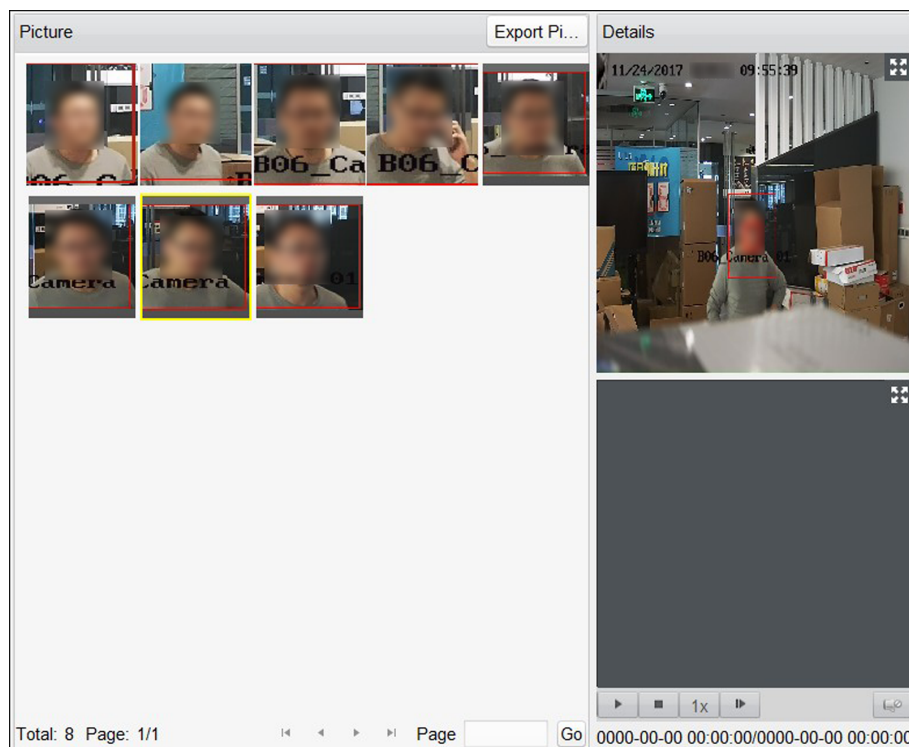 Picture
Export Pi...
B06_Ca
B06_C
Camera
Camera
01
Total: 8 Page: 1/1
Page
Go
Details
11/24/2017 09:55:39
B06_Camera 01
1x
0000-00-00 00:00:00/0000-00-00 00:00:00